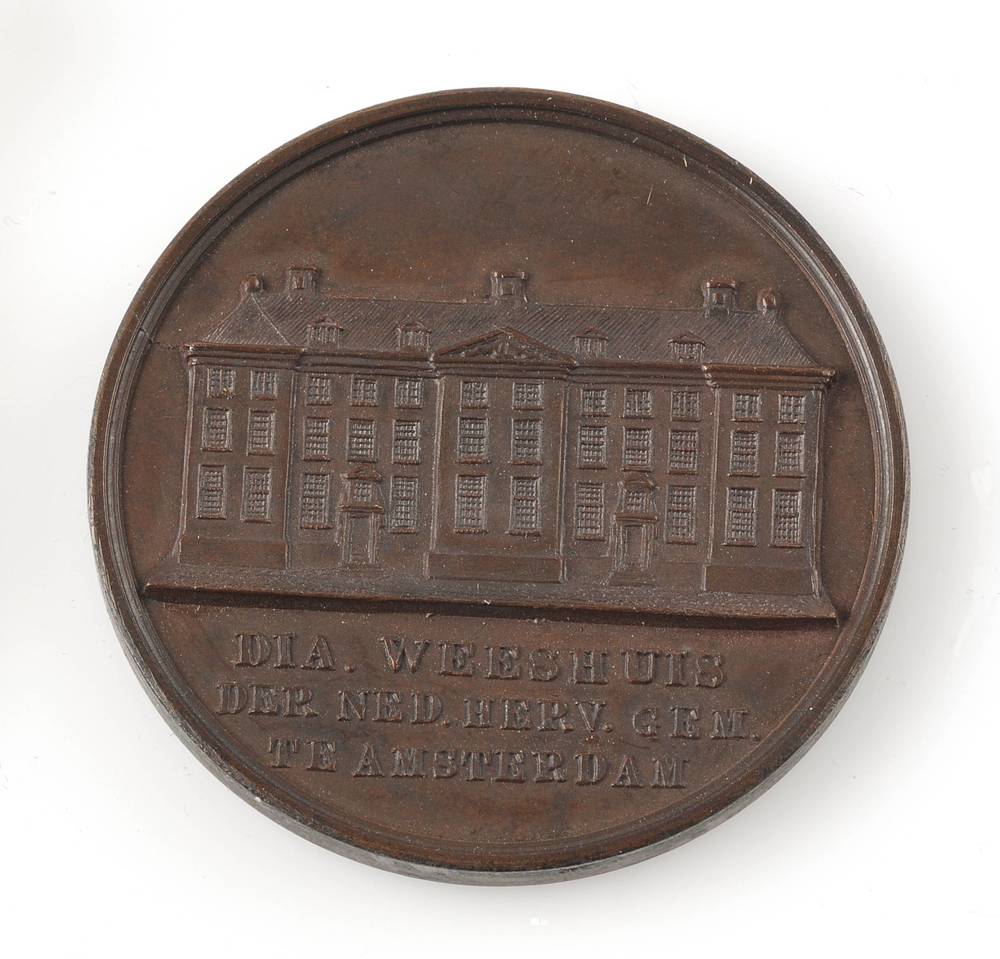 DIA. WEESHUIS
DER NED. HERV. GEM.
TE AMSTERDAM